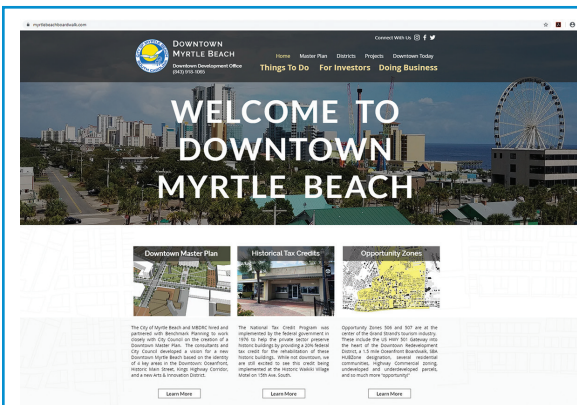 myrtlebeachboardwalk.com
Connect With Us
DOWNTOWN
MYRTLE BEACH
Downtown Development Office
(843) 918-1065
Home Master Plan Districts Projects Downtown Today
Things To Do For Investors Doing Business
WELCOME TO
DOWNTOWN
MYRTLE BEACH
Downtown Master Plan
The City of Myrtle Beach and MBDRC hired and
partnered with Benchmark Planning to work
closely with City Council on the creation of a
Downtown Master Plan. The consultants and
City Council developed a vision for a new
Downtown Myrtle Beach based on the identity
of 4 key areas in the Downtown: Oceanfront,
Historic Main Street, Kings Highway Corridor,
and a new Arts & Innovation District.
Learn More
Historical Tax Credits
The National Tax Credit Program was
implemented by the federal government in
1976 to help the private sector preserve
historic buildings by providing a 20% federal
tax credit for the rehabilitation of these
historic buildings. While not downtown, we
are still excited to see this credit being
implemented at the Historic Waikiki Village
Motel on 15th Ave. South.
Learn More
Opportunity Zones
Opportunity Zones 506 and 507 are at the
center of the Grand Strand's tourism industry.
These include the US HWY 501 Gateway into
the heart of the Downtown Redevelopment
District, a 1.5 mile Oceanfront Boardwalk, SBA
HUBZone designation, several residential
communities, Highway Commercial zoning,
undeveloped and underdeveloped parcels,
and so much more "opportunity!"
Learn More